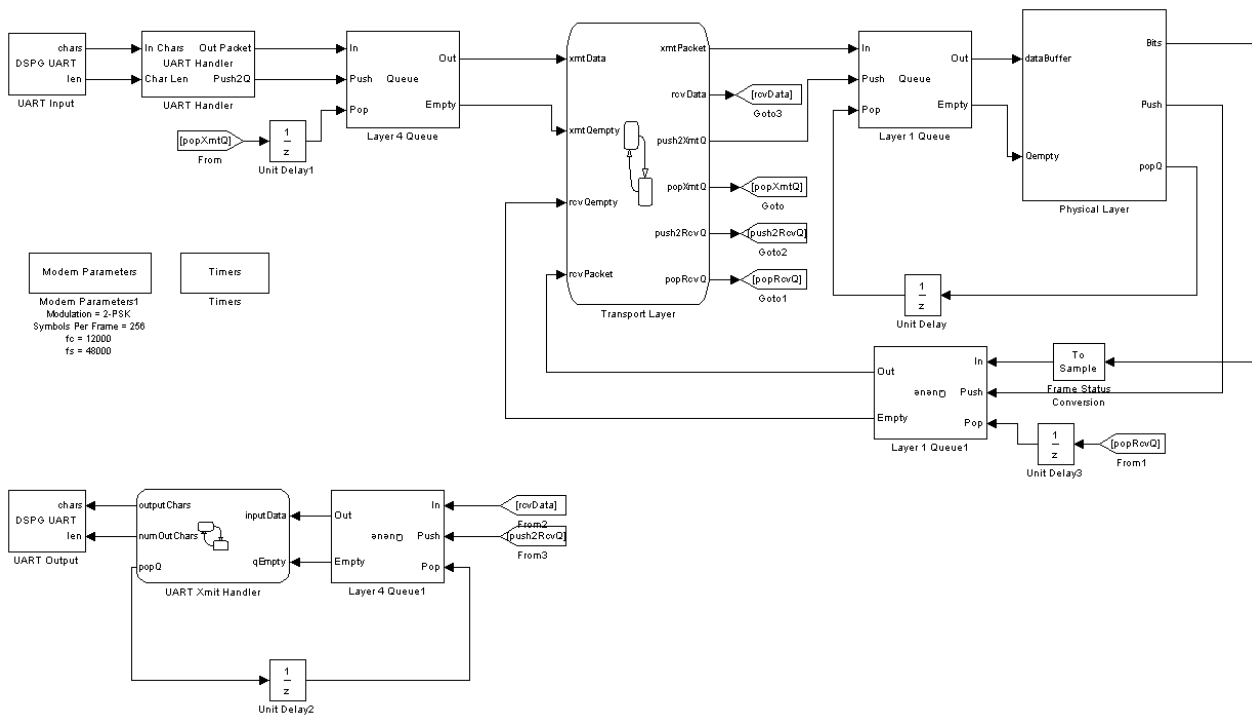 chars
DSPG UART
len
UART Input
In Chars
Out Packet
UART Handler
Char Len
Push2Q
UART Handler
In
Out
Push
Queue
Empty
Pop
Layer 4 Queue
[popXmtQ]
From
1
z
Unit Delay1
xmtData
xmtQempty
rcvQempty
rcvPacket
xmtPacket
rcvData
push2XmtQ
popXmtQ
push2RcvQ
popRcvQ
Transport Layer
[rcvData]
Goto3
[popXmtQ]
Goto
[push2RcvQ]
Goto2
[popRcvQ]
Goto1
In
Out
Push
Queue
Empty
Pop
Layer 1 Queue
dataBuffer
Qempty
Bits
Push
popQ
Physical Layer
1
z
Unit Delay
Modem Parameters
Modem Parameters1
Modulation = 2-PSK
Symbols Per Frame = 256
fc = 12000
fs = 48000
Timers
Timers
To
Sample
Frame Status
Conversion
Out
In
Queue
Push
Empty
Pop
Layer 1 Queue1
1
z
Unit Delay3
[popRcvQ]
From1
chars
DSPG UART
len
UART Output
outputChars
inputData
numOutChars
qEmpty
popQ
UART Xmit Handler
Out
In
Queue
Push
Empty
Pop
Layer 4 Queue1
[rcvData]
From2
[push2RcvQ]
From3
1
z
Unit Delay2